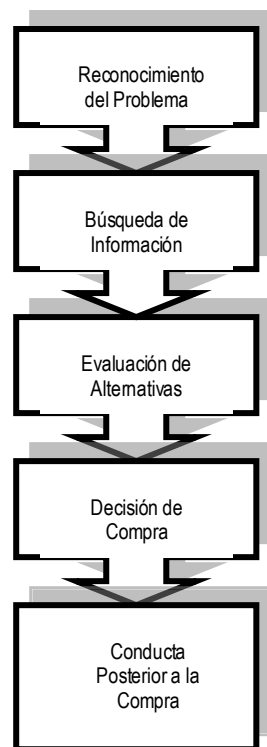 Reconocimiento
del Problema
Búsqueda de
Información
Evaluación de
Alternativas
Decisión de
Compra
Conducta
Posterior a la
Compra